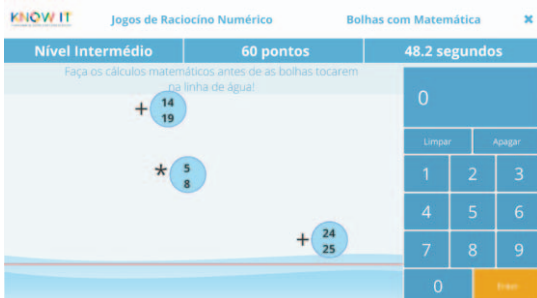 KNOW IT
Jogos de Raciocíno Numérico
Bolhas com Matemática
×
Nível Intermédio
60 pontos
48.2 segundos
Faça os cálculos matemáticos antes de as bolhas tocarem
na linha de água!
+ 14
19
* 5
8
+ 24
25
0
Limpar
Apagar
1 2 3
4 5 6
7 8 9
0